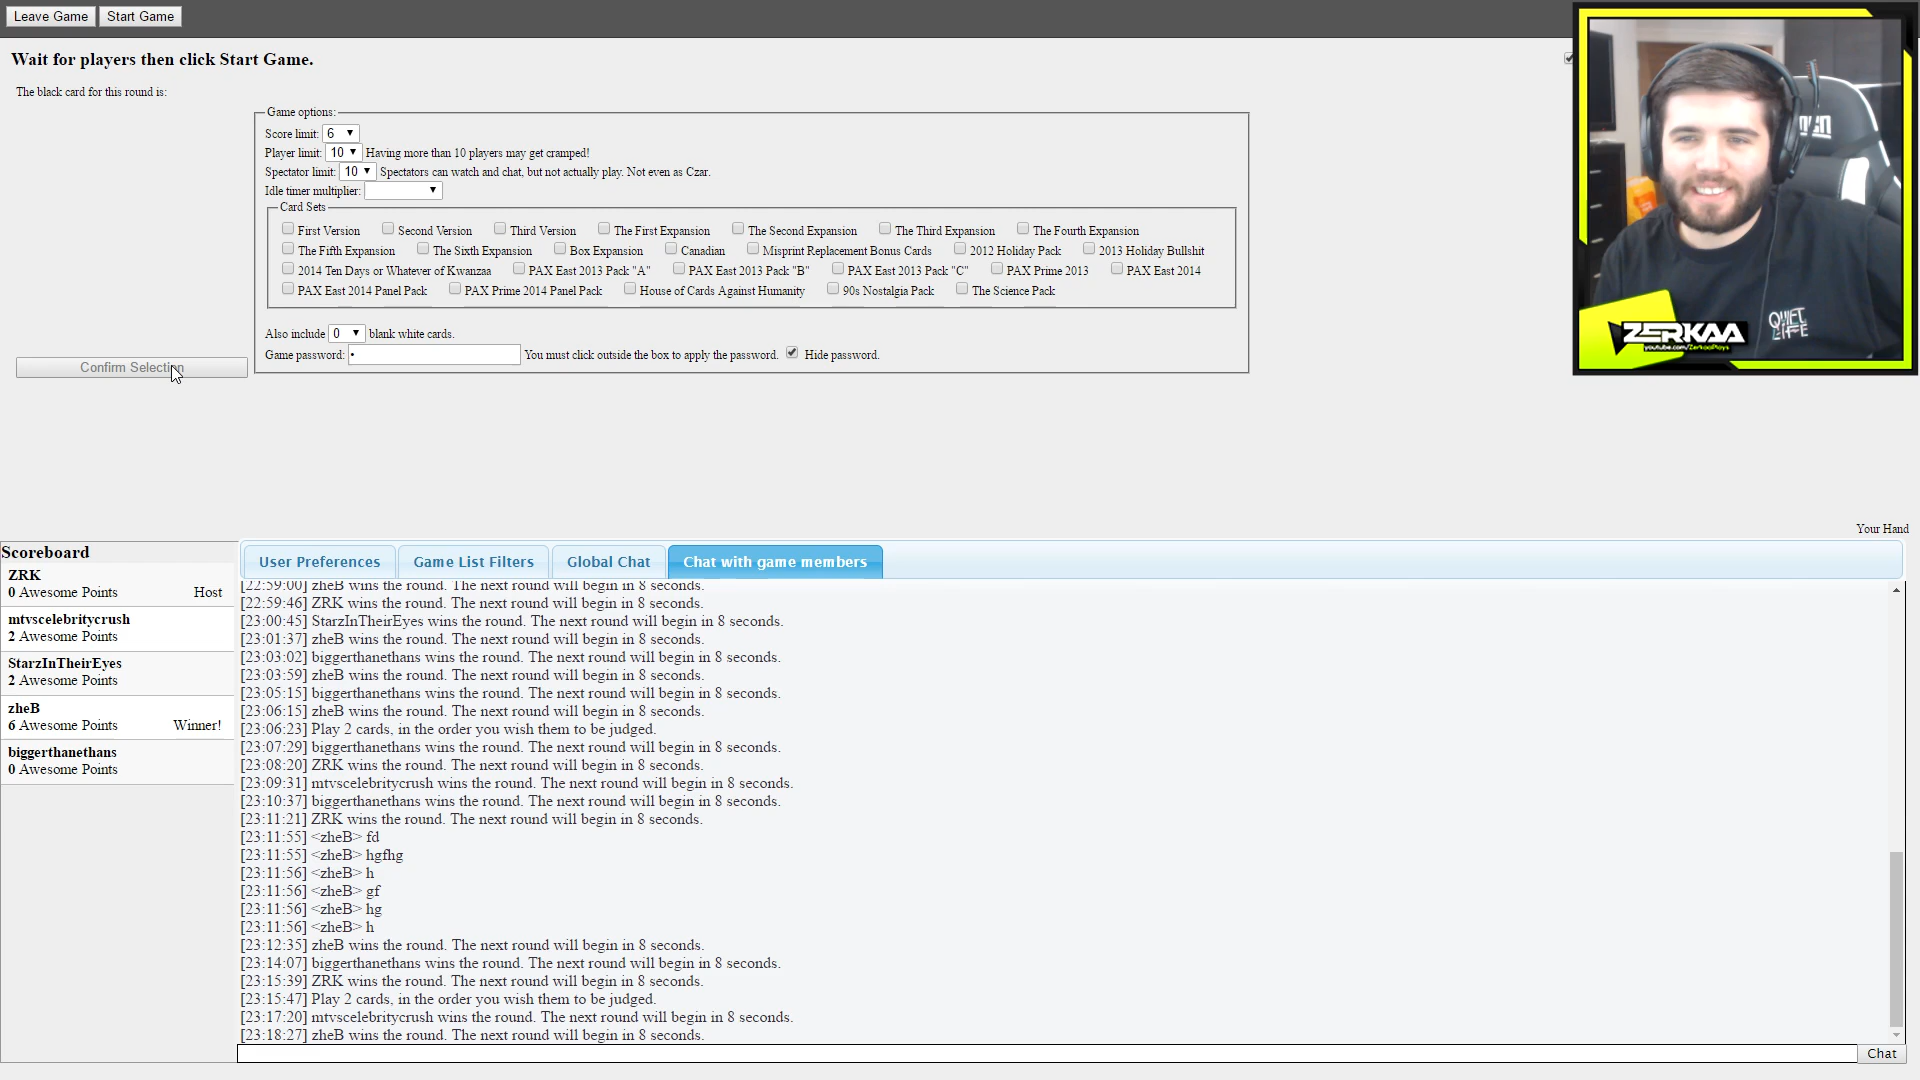 Leave Game
Start Game
Wait for players then click Start Game.
The black card for this round is:
Game options:
Score limit: 6
Player limit: 10 Having more than 10 players may get cramped!
Spectator limit: 10 Spectators can watch and chat, but not actually play. Not even as Czar.
Idle timer multiplier:
Card Sets
First Version Second Version Third Version The First Expansion The Second Expansion The Third Expansion The Fourth Expansion
The Fifth Expansion The Sixth Expansion Box Expansion Canadian Misprint Replacement Bonus Cards 2012 Holiday Pack 2013 Holiday Bullshit
2014 Ten Days or Whatever of Kwanzaa PAX East 2013 Pack "A" PAX East 2013 Pack "B" PAX East 2013 Pack "C" PAX Prime 2013 PAX East 2014
PAX East 2014 Panel Pack PAX Prime 2014 Panel Pack House of Cards Against Humanity 90s Nostalgia Pack The Science Pack
Also include 0 blank white cards.
Game password: • You must click outside the box to apply the password. Hide password.
Confirm Selection
QUIET
LIFE
ZERKAA
youtube.com/ZerkaaPlays
Your Hand
Scoreboard
ZRK
0 Awesome Points Host
mtvscelebritycrush
2 Awesome Points
StarzInTheirEyes
2 Awesome Points
zheB
6 Awesome Points Winner!
biggerthanethans
0 Awesome Points
User Preferences
Game List Filters
Global Chat
Chat with game members
[22:59:00] zheB wins the round. The next round will begin in 8 seconds.
[22:59:46] ZRK wins the round. The next round will begin in 8 seconds.
[23:00:45] StarzInTheirEyes wins the round. The next round will begin in 8 seconds.
[23:01:37] zheB wins the round. The next round will begin in 8 seconds.
[23:03:02] biggerthanethans wins the round. The next round will begin in 8 seconds.
[23:03:59] zheB wins the round. The next round will begin in 8 seconds.
[23:05:15] biggerthanethans wins the round. The next round will begin in 8 seconds.
[23:06:15] zheB wins the round. The next round will begin in 8 seconds.
[23:06:23] Play 2 cards, in the order you wish them to be judged.
[23:07:29] biggerthanethans wins the round. The next round will begin in 8 seconds.
[23:08:20] ZRK wins the round. The next round will begin in 8 seconds.
[23:09:31] mtvscelebritycrush wins the round. The next round will begin in 8 seconds.
[23:10:37] biggerthanethans wins the round. The next round will begin in 8 seconds.
[23:11:21] ZRK wins the round. The next round will begin in 8 seconds.
[23:11:55] <zheB> fd
[23:11:55] <zheB> hgfhg
[23:11:56] <zheB> h
[23:11:56] <zheB> gf
[23:11:56] <zheB> hg
[23:11:56] <zheB> h
[23:12:35] zheB wins the round. The next round will begin in 8 seconds.
[23:14:07] biggerthanethans wins the round. The next round will begin in 8 seconds.
[23:15:39] ZRK wins the round. The next round will begin in 8 seconds.
[23:15:47] Play 2 cards, in the order you wish them to be judged.
[23:17:20] mtvscelebritycrush wins the round. The next round will begin in 8 seconds.
[23:18:27] zheB wins the round. The next round will begin in 8 seconds.
Chat